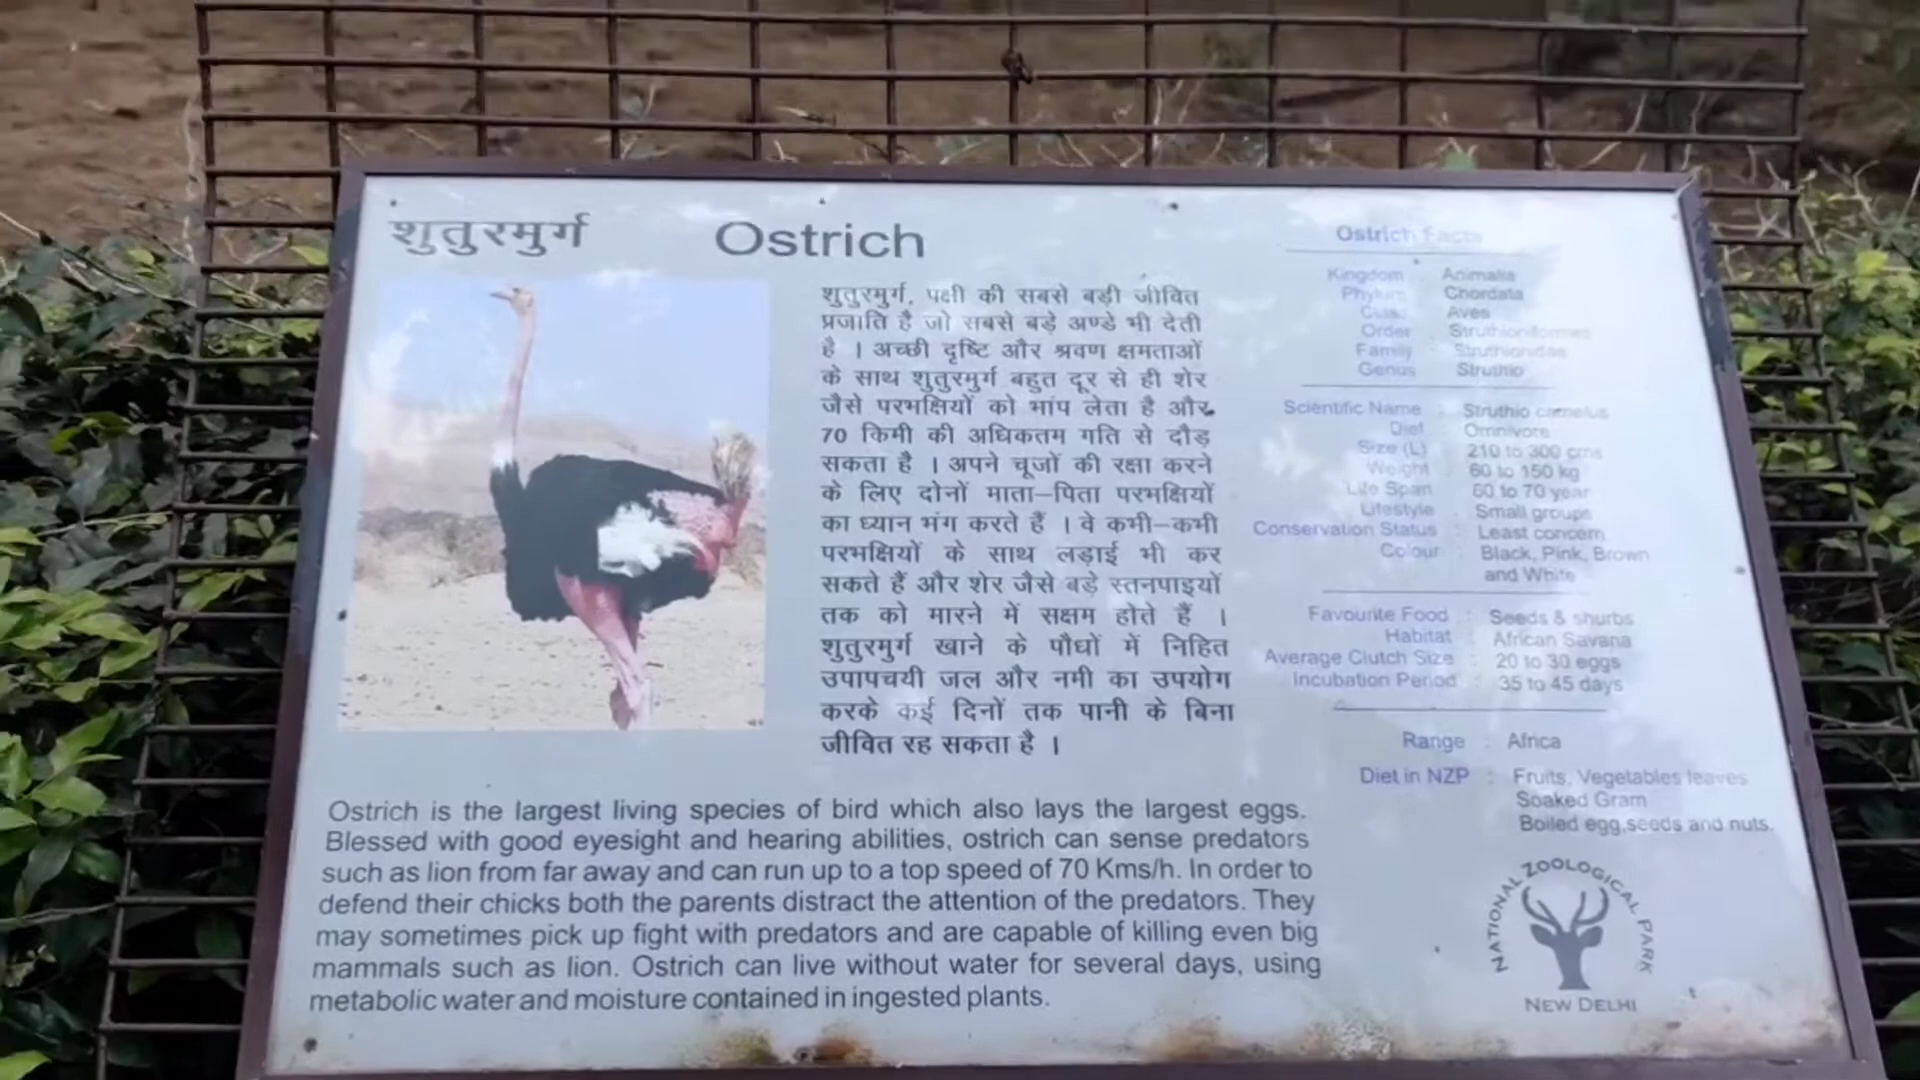 शुतुरमुर्ग Ostrich
शुतुरमुर्ग, पक्षी की सबसे बड़ी जीवित
प्रजाति है जो सबसे बड़े अण्डे भी देती
है । अच्छी दृष्टि और श्रवण क्षमताओं
के साथ शुतुरमुर्ग बहुत दूर से ही शेर
जैसे परभक्षियों को भांप लेता है और
70 किमी की अधिकतम गति से दौड़
सकता है । अपने चूजों की रक्षा करने
के लिए दोनों माता–पिता परभक्षियों
का ध्यान भंग करते हैं । वे कभी–कभी
परभक्षियों के साथ लड़ाई भी कर
सकते हैं और शेर जैसे बड़े स्तनपाइयों
तक को मारने में सक्षम होते हैं ।
शुतुरमुर्ग खाने के पौधों में निहित
उपापचयी जल और नमी का उपयोग
करके कई दिनों तक पानी के बिना
जीवित रह सकता है ।
Ostrich is the largest living species of bird which also lays the largest eggs.
Blessed with good eyesight and hearing abilities, ostrich can sense predators
such as lion from far away and can run up to a top speed of 70 Kms/h. In order to
defend their chicks both the parents distract the attention of the predators. They
may sometimes pick up fight with predators and are capable of killing even big
mammals such as lion. Ostrich can live without water for several days, using
metabolic water and moisture contained in ingested plants.
Ostrich Facts
Kingdom : Animalia
Phylum : Chordata
Class : Aves
Order : Struthioniformes
Family : Struthionidae
Genus : Struthio
Scientific Name : Struthio camelus
Diet : Omnivore
Size (L) : 210 to 300 cms
Weight : 60 to 150 kg
Life Span : 60 to 70 year
Lifestyle : Small groups
Conservation Status : Least concern
Colour : Black, Pink, Brown
and White
Favourite Food : Seeds & shurbs
Habitat : African Savana
Average Clutch Size : 20 to 30 eggs
Incubation Period : 35 to 45 days
Range : Africa
Diet in NZP : Fruits, Vegetables leaves
Soaked Gram
Boiled egg,seeds and nuts.
NATIONAL ZOOLOGICAL PARK
NEW DELHI